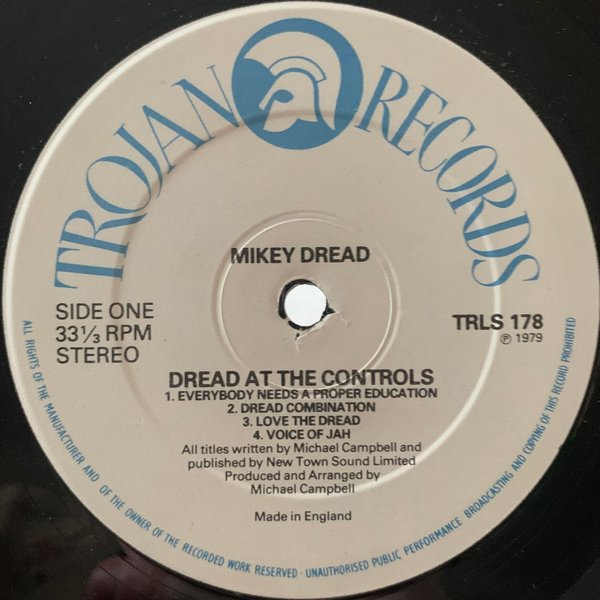 TROJAN RECORDS
MIKEY DREAD
SIDE ONE
33⅓ RPM
STEREO
TRLS 178
℗ 1979
DREAD AT THE CONTROLS
1. EVERYBODY NEEDS A PROPER EDUCATION
2. DREAD COMBINATION
3. LOVE THE DREAD
4. VOICE OF JAH
All titles written by Michael Campbell and
published by New Town Sound Limited
Produced and Arranged by
Michael Campbell
Made in England
ALL RIGHTS OF THE MANUFACTURER AND OF THE OWNER OF THE RECORDED WORK RESERVED · UNAUTHORISED PUBLIC PERFORMANCE BROADCASTING AND COPYING OF THIS RECORD PROHIBITED